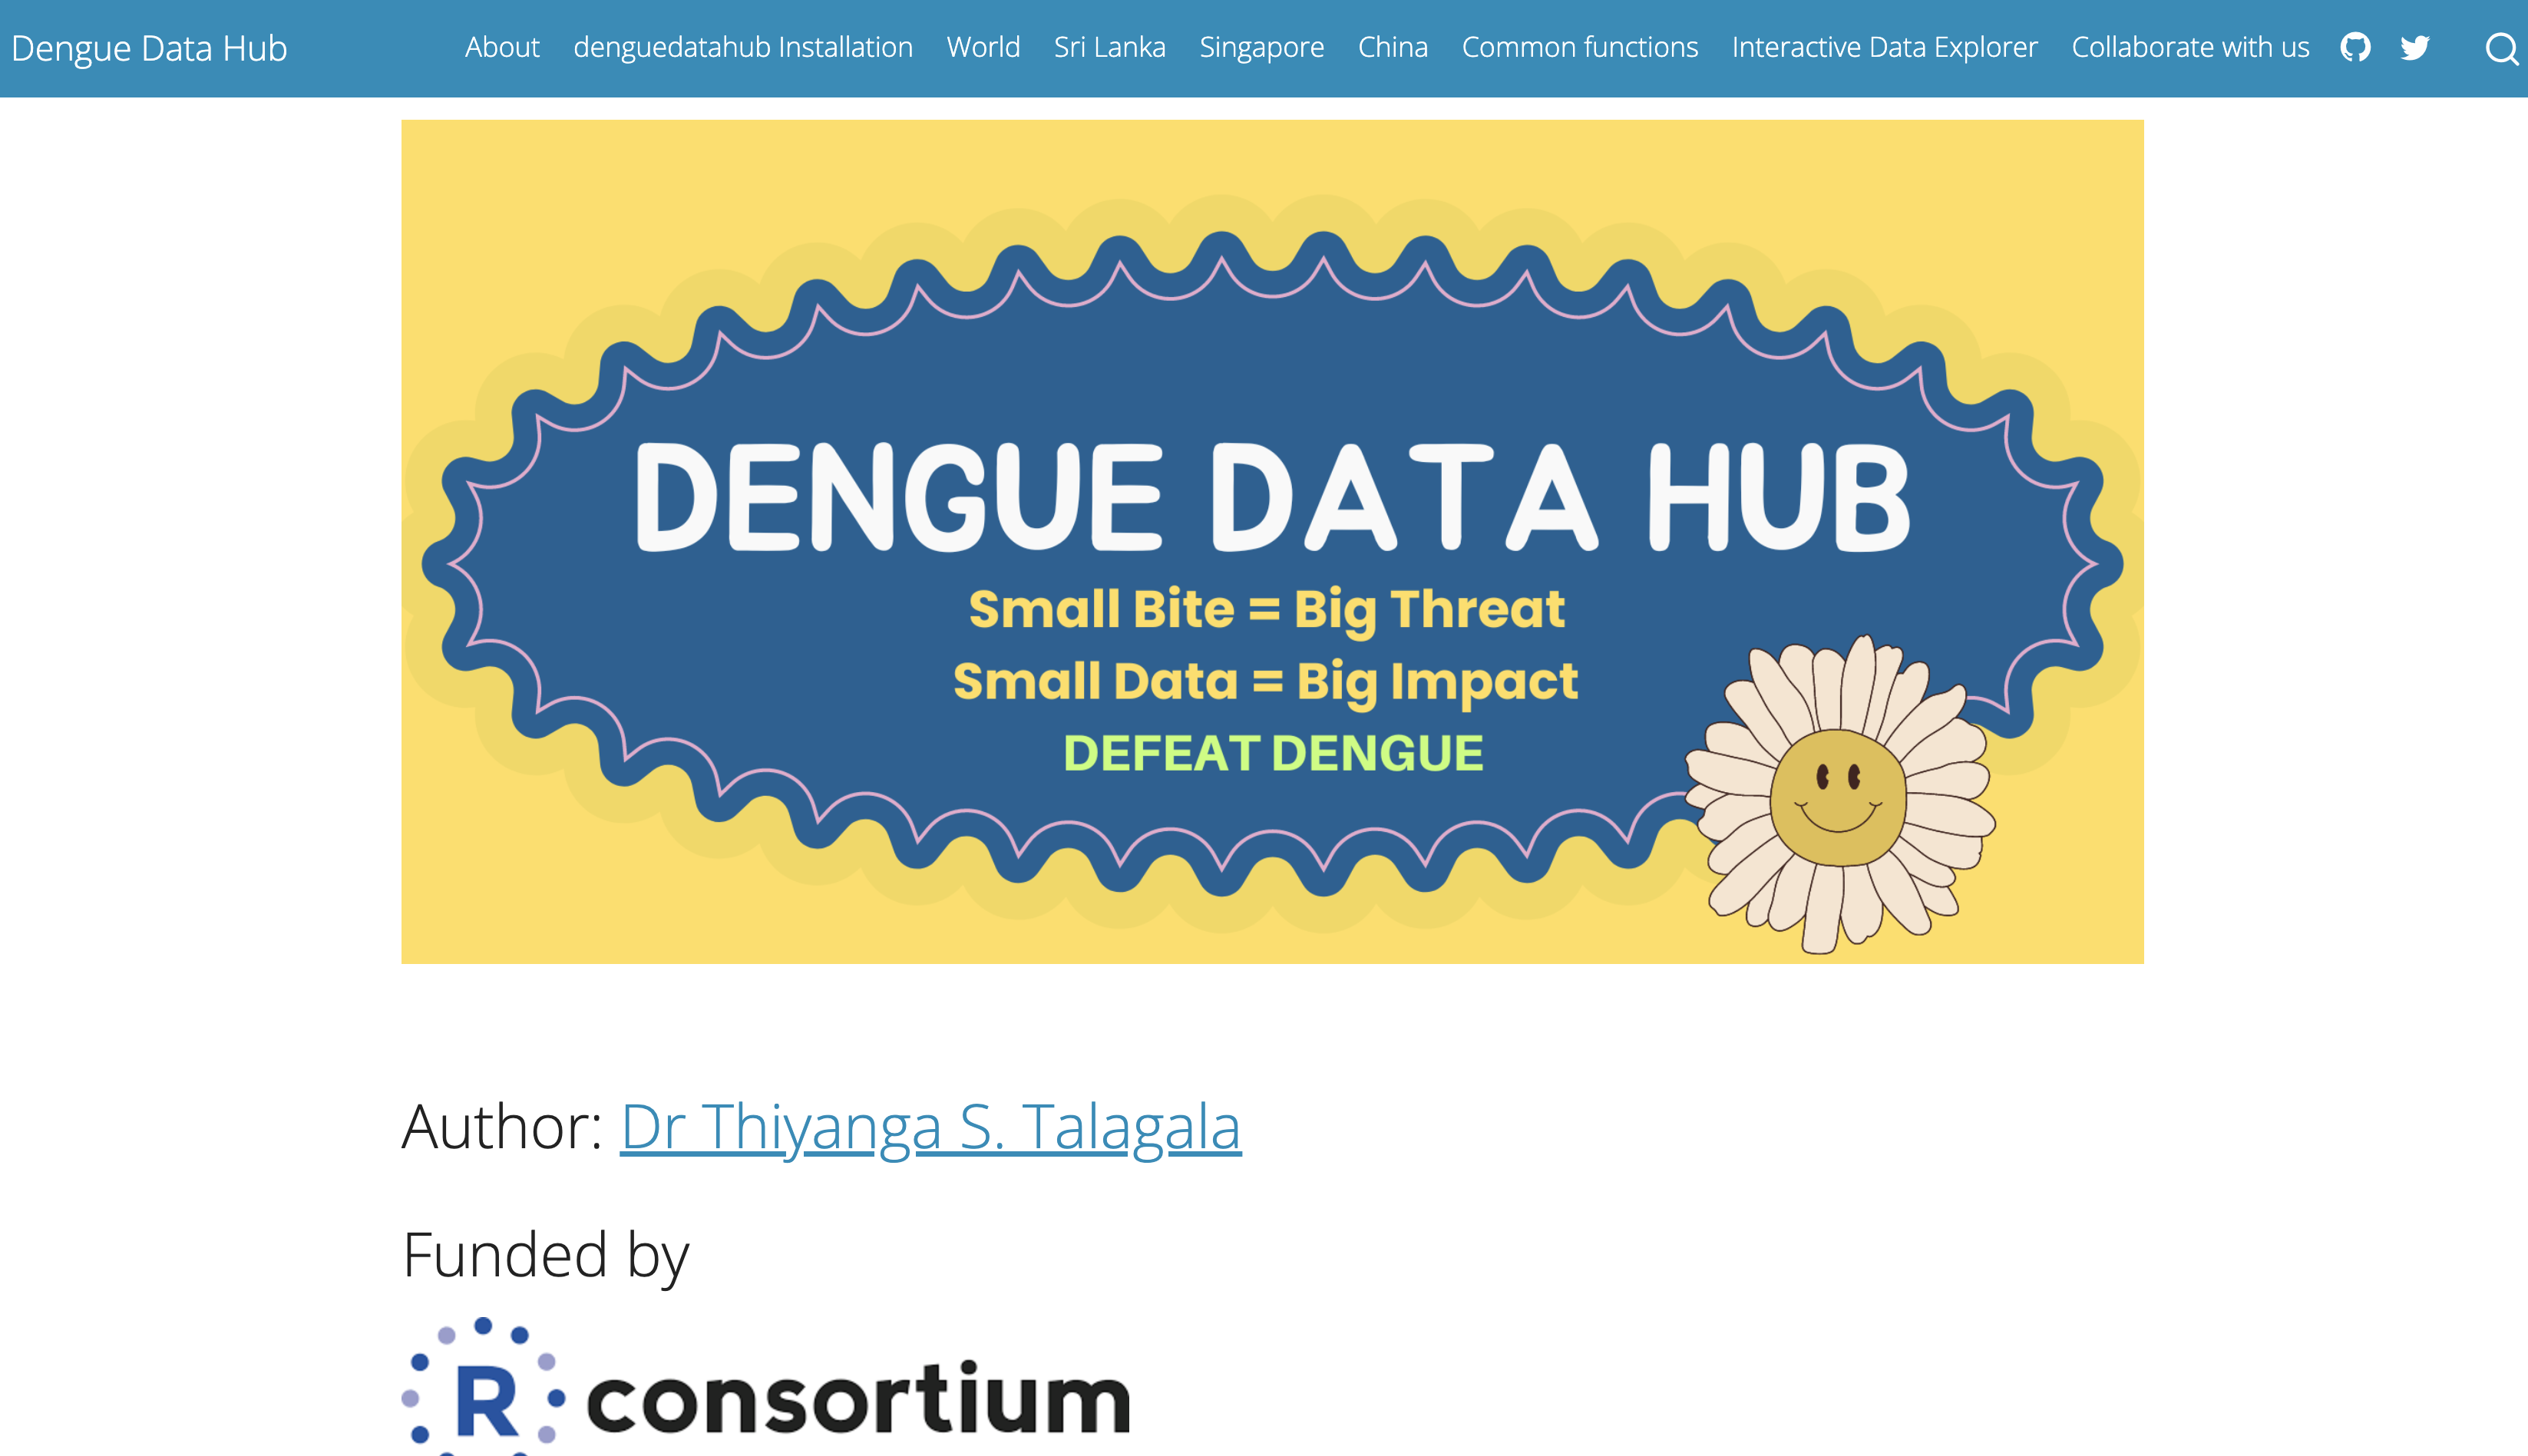 Dengue Data Hub About denguedatahub Installation World Sri Lanka Singapore China Common functions Interactive Data Explorer Collaborate with us
DENGUE DATA HUB
Small Bite = Big Threat
Small Data = Big Impact
DEFEAT DENGUE
Author: Dr Thiyanga S. Talagala
Funded by
R consortium